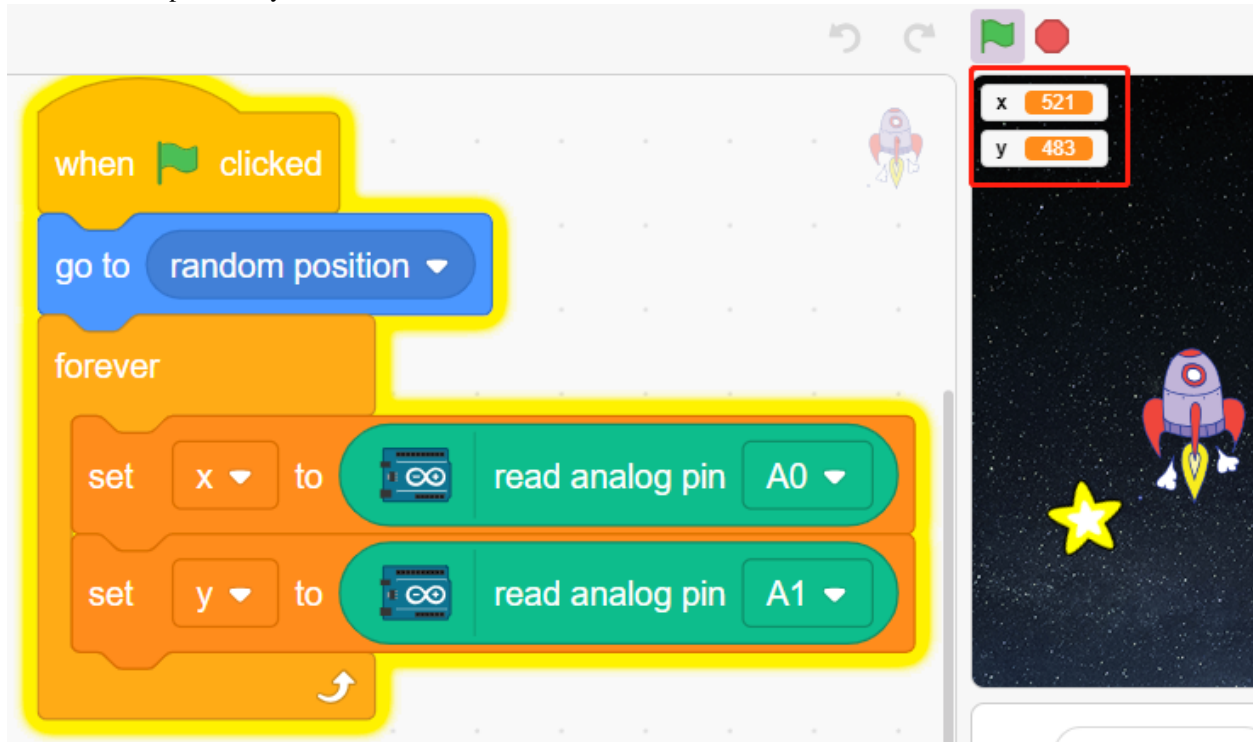 when clicked
go to random position
forever
set x to read analog pin A0
set y to read analog pin A1
x 521
y 483